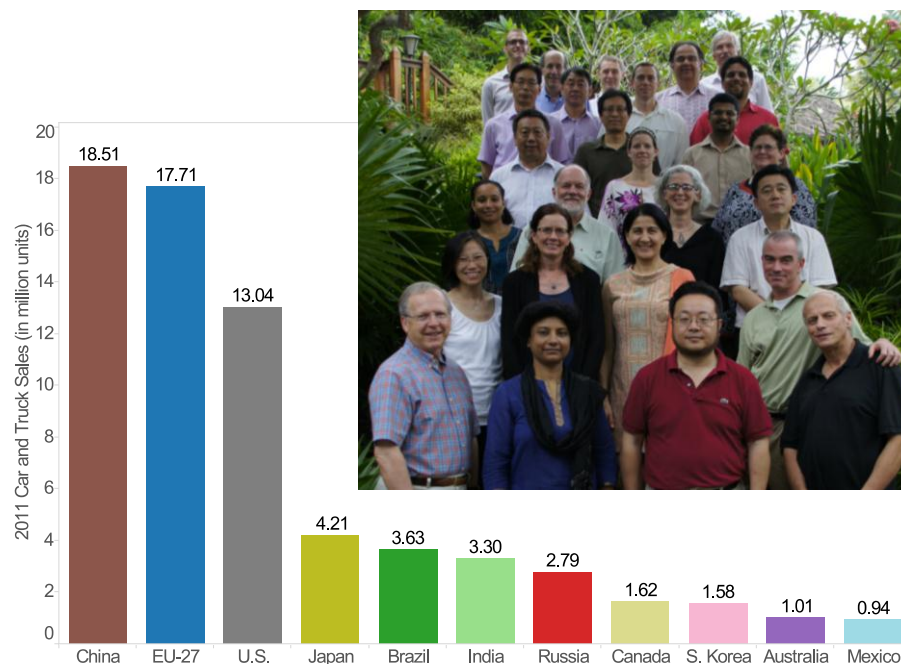 2011 Car and Truck Sales (in million units)
20
18
16
14
12
10
8
6
4
2
0
18.51
17.71
13.04
4.21
3.63
3.30
2.79
1.62
1.58
1.01
0.94
China
EU-27
U.S.
Japan
Brazil
India
Russia
Canada
S. Korea
Australia
Mexico